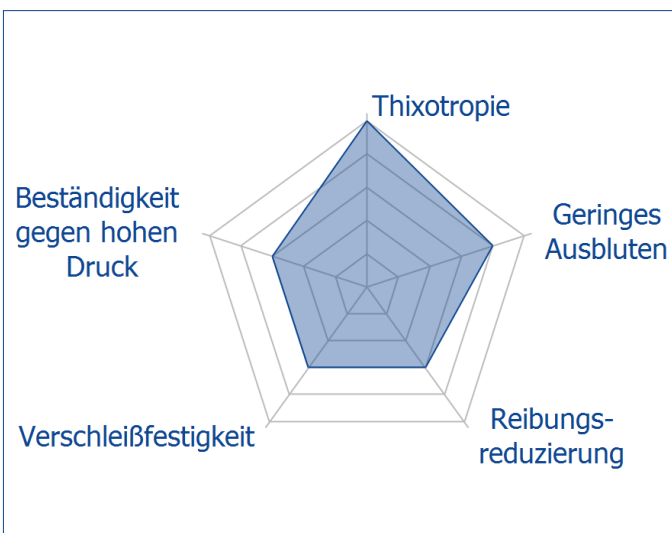 Thixotropie
Geringes
Ausbluten
Reibungs-
reduzierung
Verschleißfestigkeit
Beständigkeit
gegen hohen
Druck